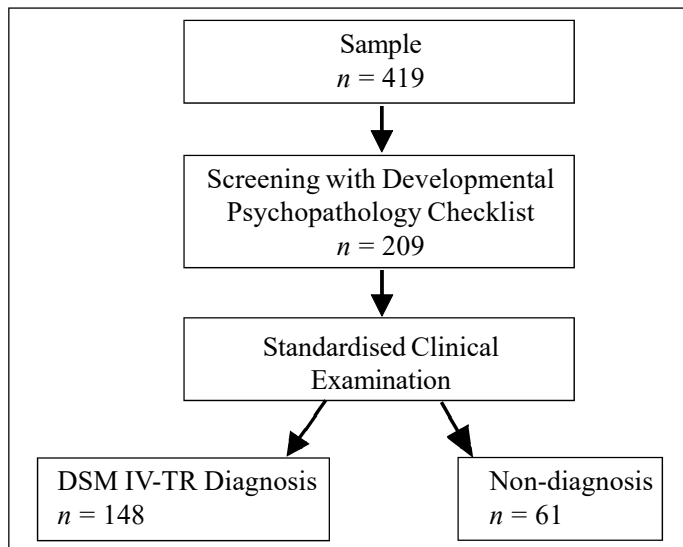 Sample
n = 419
Screening with Developmental
Psychopathology Checklist
n = 209
Standardised Clinical
Examination
DSM IV-TR Diagnosis
n = 148
Non-diagnosis
n = 61